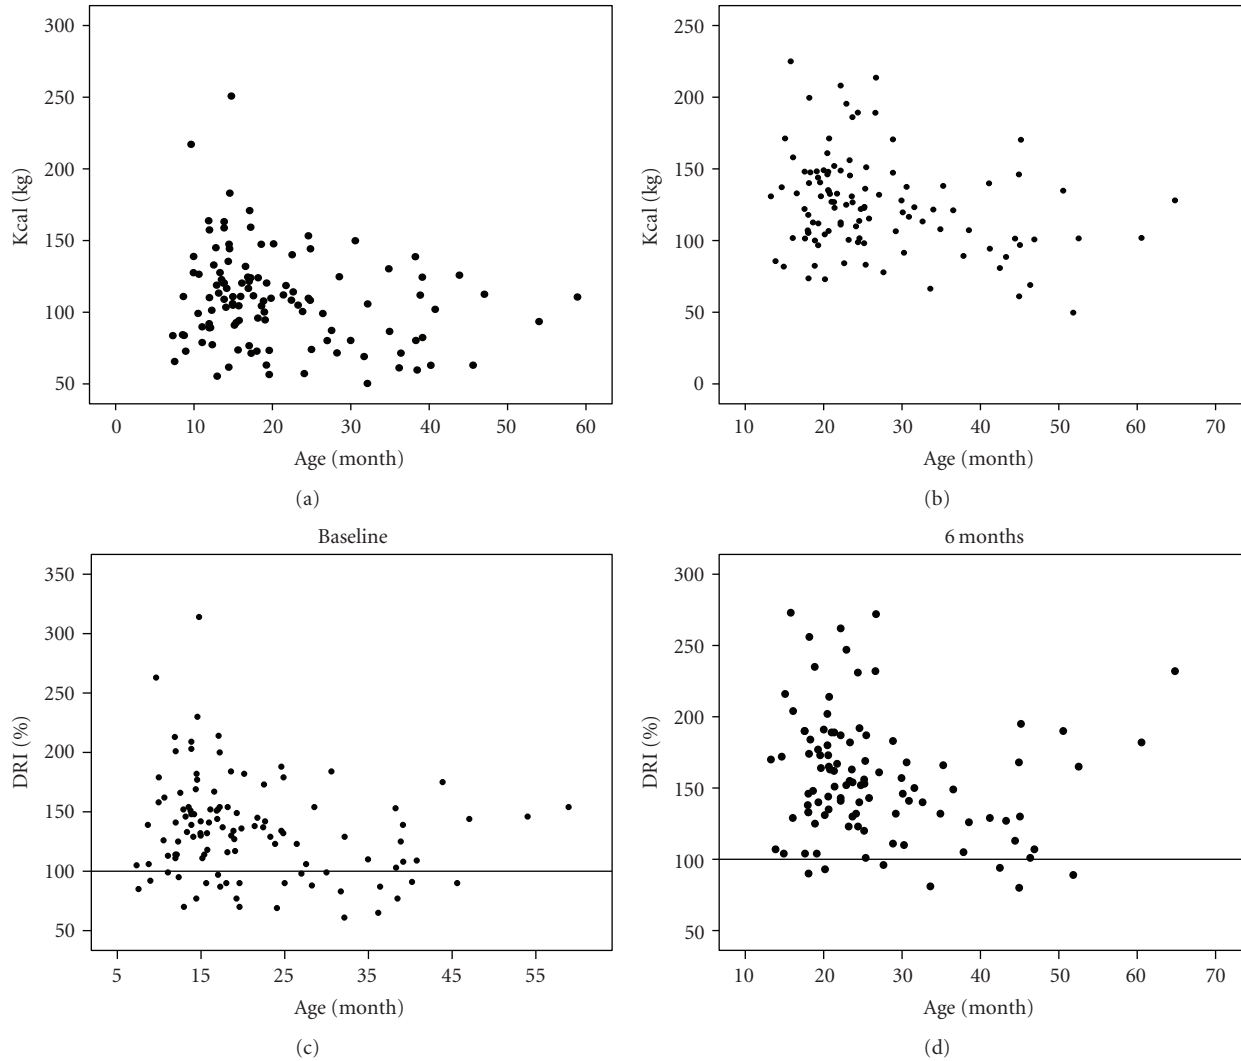 300
250
200
150
100
50
Kcal (kg)
0 10 20 30 40 50 60
Age (month)
(a)
250
200
150
100
50
0
Kcal (kg)
10 20 30 40 50 60 70
Age (month)
(b)
Baseline
350
300
250
200
150
100
50
DRI (%)
5 15 25 35 45 55
Age (month)
(c)
6 months
300
250
200
150
100
50
DRI (%)
10 20 30 40 50 60 70
Age (month)
(d)